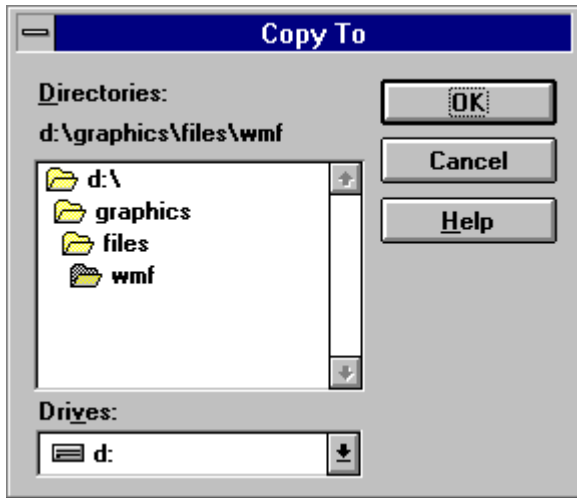 Copy To
Directories:
d:\graphics\files\wmf
d:\
graphics
files
wmf
Drives:
d:
OK
Cancel
Help